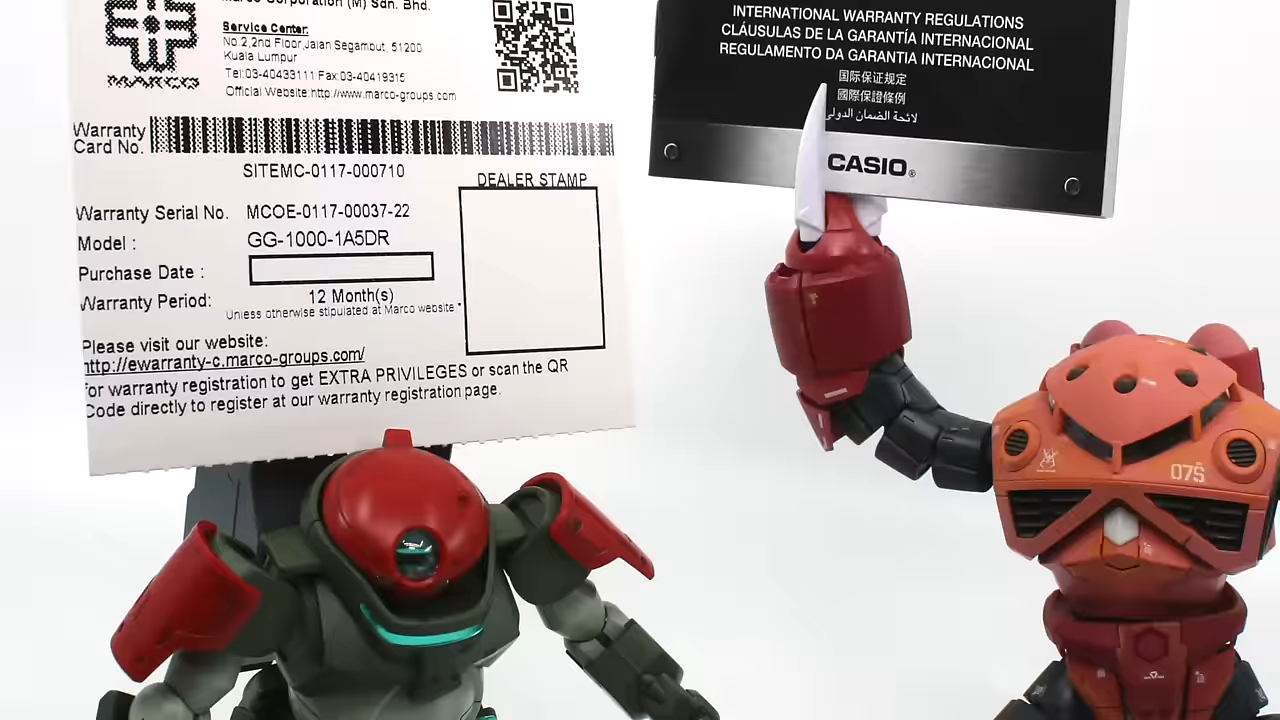 Marco Corporation (M) Sdn. Bhd.
Service Center:
No.2,2nd Floor,Jalan Segambut, 51200
Kuala Lumpur
Tel:03-40433111 Fax:03-40419315
Official Website:http://www.marco-groups.com
MARCO
Warranty
Card No.
SITEMC-0117-000710
DEALER STAMP
Warranty Serial No. MCOE-0117-00037-22
Model : GG-1000-1A5DR
Purchase Date :
Warranty Period: 12 Month(s)
Unless otherwise stipulated at Marco website *
Please visit our website:
http://ewarranty-c.marco-groups.com/
for warranty registration to get EXTRA PRIVILEGES or scan the QR
Code directly to register at our warranty registration page.
INTERNATIONAL WARRANTY REGULATIONS
CLÁUSULAS DE LA GARANTÍA INTERNACIONAL
REGULAMENTO DA GARANTIA INTERNACIONAL
国际保证规定
國際保證條例
لائحة الضمان الدولي
CASIO®
07S